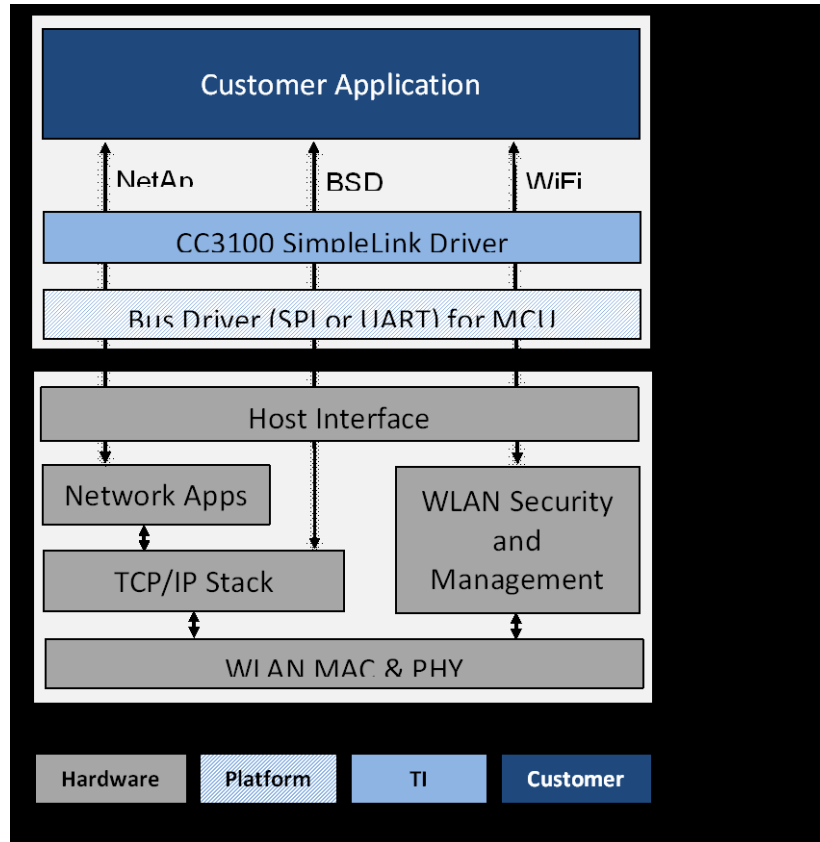 Customer Application
NetAp
BSD
WiFi
CC3100 SimpleLink Driver
Bus Driver (SPI or UART) for MCU
Host Interface
Network Apps
WLAN Security
and
Management
TCP/IP Stack
WLAN MAC & PHY
Hardware
Platform
TI
Customer